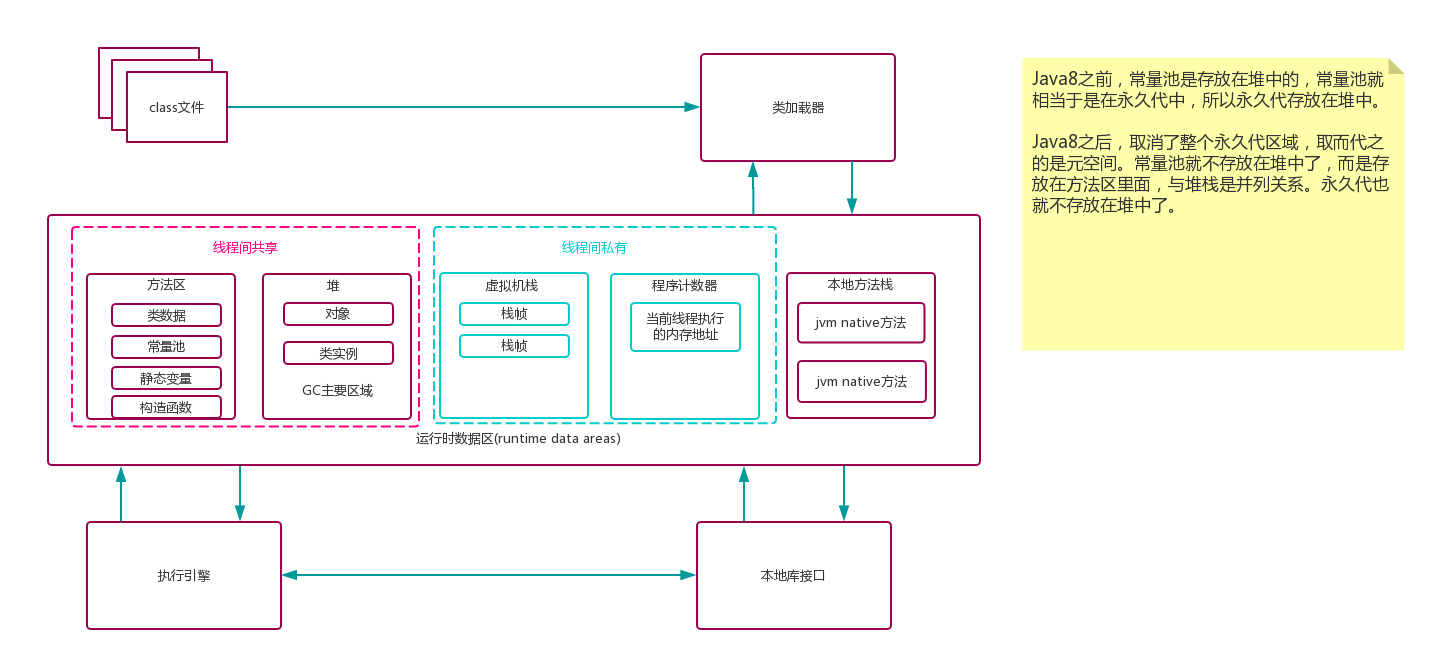 class文件
类加载器
Java8之前，常量池是存放在堆中的，常量池就
相当于是在永久代中，所以永久代存放在堆中。
Java8之后，取消了整个永久代区域，取而代之
的是元空间。常量池就不存放在堆中了，而是存
放在方法区里面，与堆栈是并列关系。永久代也
就不存放在堆中了。
线程间共享
方法区
类数据
常量池
静态变量
构造函数
堆
对象
类实例
GC主要区域
线程间私有
虚拟机栈
栈帧
栈帧
程序计数器
当前线程执行
的内存地址
本地方法栈
jvm native方法
jvm native方法
运行时数据区(runtime data areas)
执行引擎
本地库接口